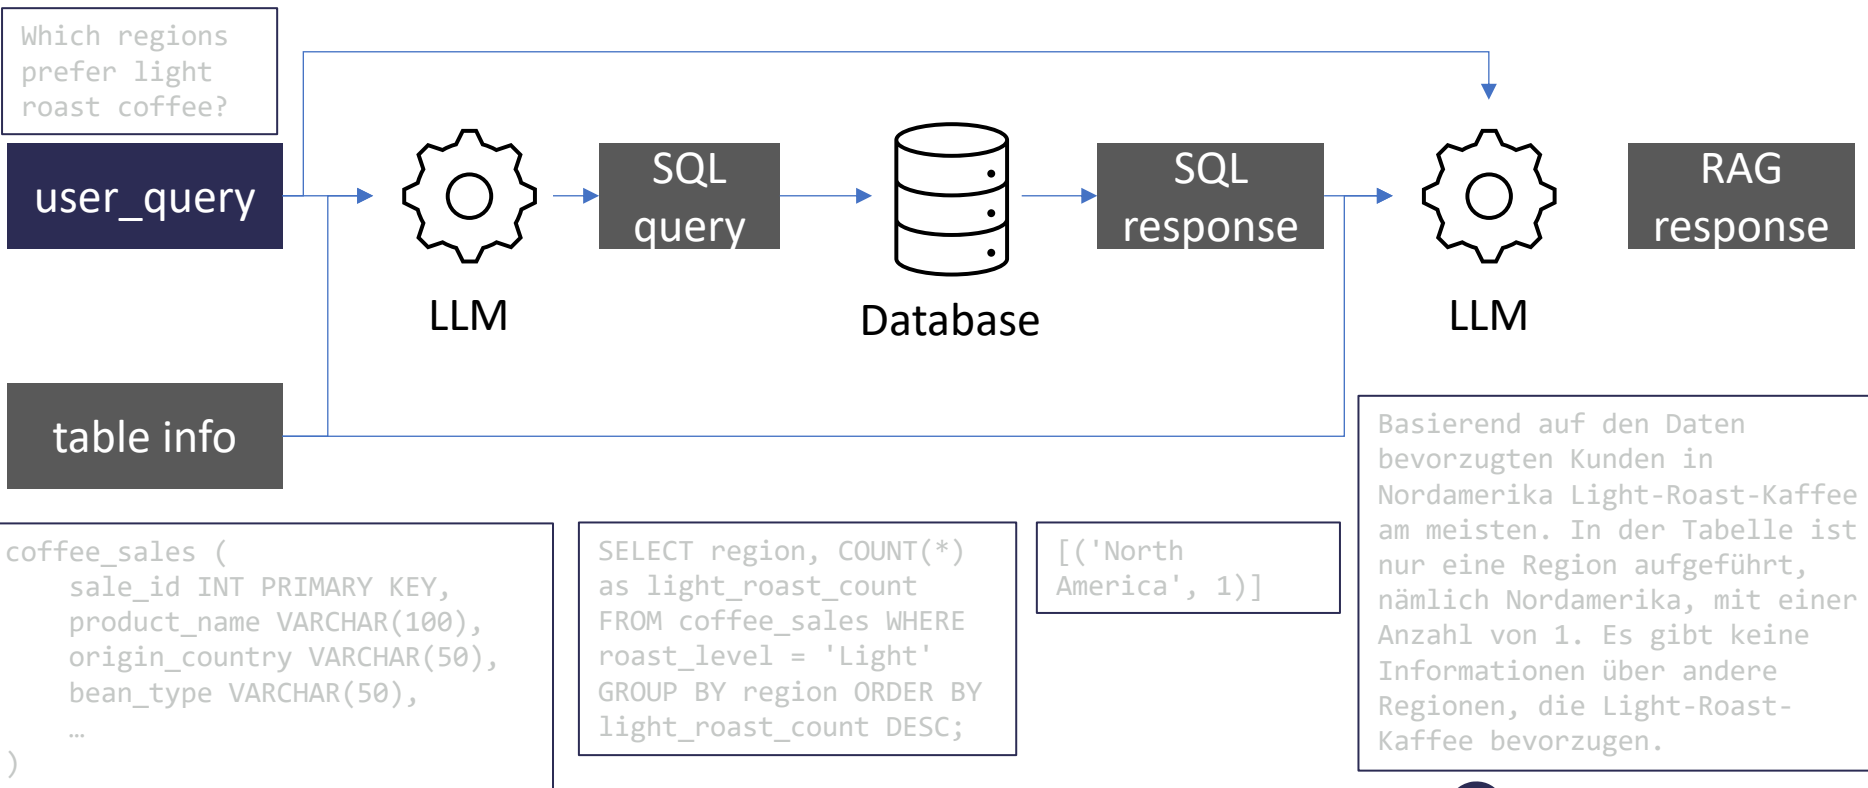 Which regions
prefer light
roast coffee?
user_query
LLM
SQL
query
Database
SQL
response
LLM
RAG
response
table info
coffee_sales (
sale_id INT PRIMARY KEY,
product_name VARCHAR(100),
origin_country VARCHAR(50),
bean_type VARCHAR(50),
…
)
SELECT region, COUNT(*)
as light_roast_count
FROM coffee_sales WHERE
roast_level = 'Light'
GROUP BY region ORDER BY
light_roast_count DESC;
[('North
America', 1)]
Basierend auf den Daten
bevorzugten Kunden in
Nordamerika Light-Roast-Kaffee
am meisten. In der Tabelle ist
nur eine Region aufgeführt,
nämlich Nordamerika, mit einer
Anzahl von 1. Es gibt keine
Informationen über andere
Regionen, die Light-Roast-
Kaffee bevorzugen.